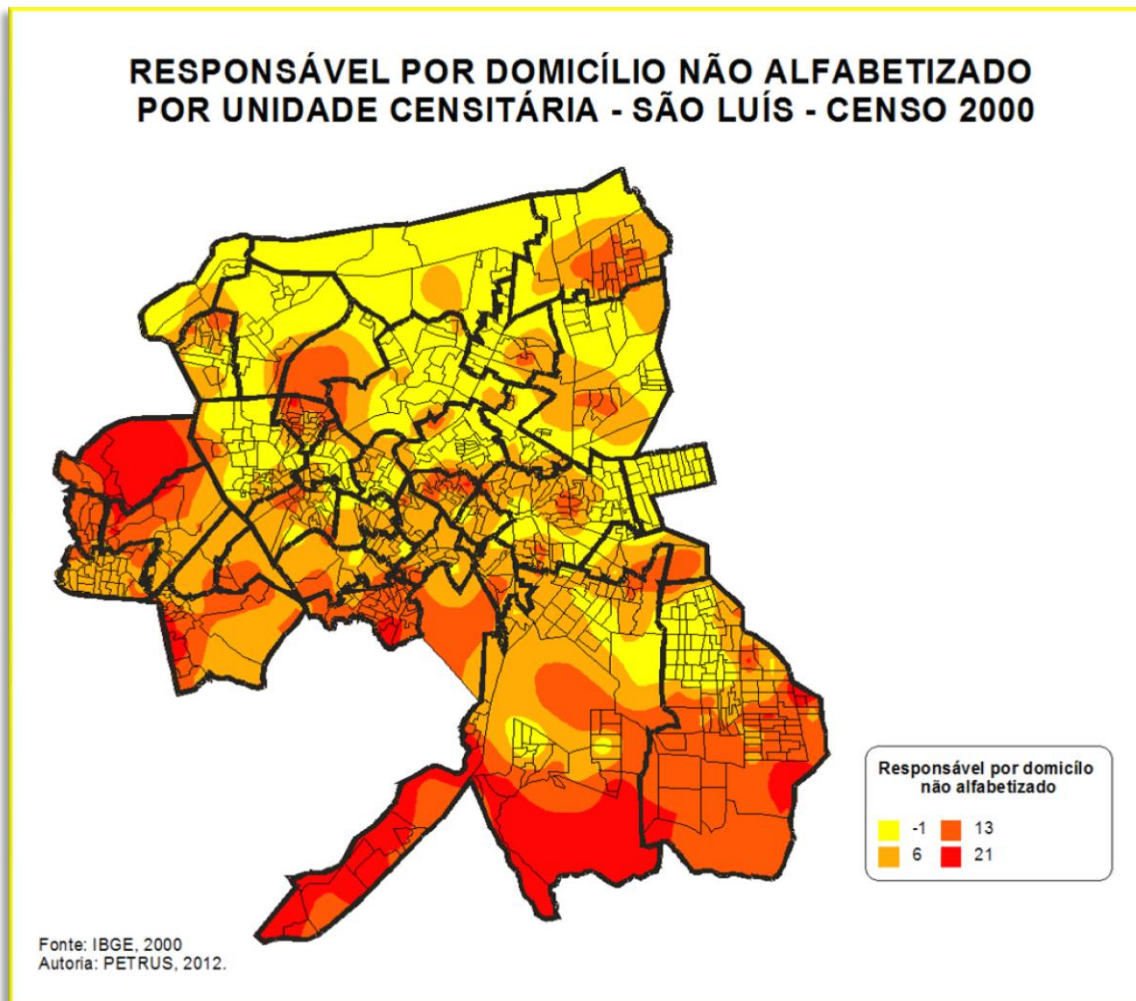 RESPONSÁVEL POR DOMICÍLIO NÃO ALFABETIZADO
POR UNIDADE CENSITÁRIA - SÃO LUÍS - CENSO 2000
Responsável por domicílo
não alfabetizado
-1 13
6 21
Fonte: IBGE, 2000
Autoria: PETRUS, 2012.